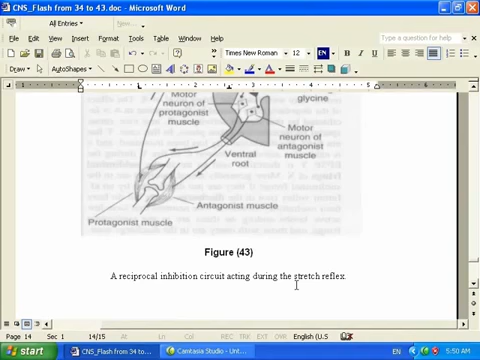 CNS_Flash from 34 to 43.doc - Microsoft Word
All Entries
File Edit View Insert Format Tools Table Window Help
Type a question for help
Times New Roman 12 EN
Draw AutoShapes
Motor
neuron of
protagonist
muscle
glycine
Motor
neuron of
antagonist
muscle
Ventral
root
Antagonist muscle
Protagonist muscle
Figure (43)
A reciprocal inhibition circuit acting during the stretch reflex.
Page 14 Sec 1 14/15 At Ln Col REC TRK EXT OVR English (U.S
start CNS_Flash from 34 to... Camtasia Studio - Unt... EN 5:50 AM